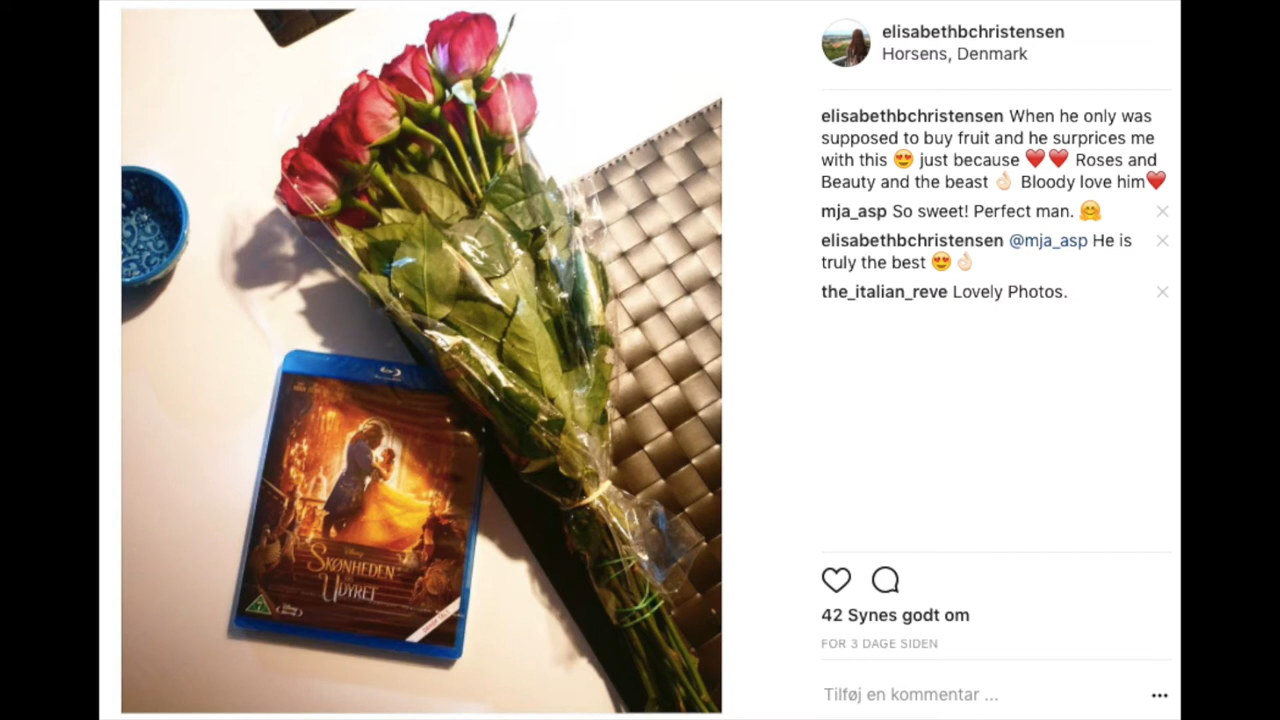 elisabethbchristensen
Horsens, Denmark
elisabethbchristensen When he only was
supposed to buy fruit and he surprices me
with this 😍 just because ❤️❤️ Roses and
Beauty and the beast 👌🏻 Bloody love him❤️
mja_asp So sweet! Perfect man. 🤗
elisabethbchristensen @mja_asp He is
truly the best 😍👌🏻
the_italian_reve Lovely Photos.
Disney
SKØNHEDEN
UDYRET
42 Synes godt om
FOR 3 DAGE SIDEN
Tilføj en kommentar ...